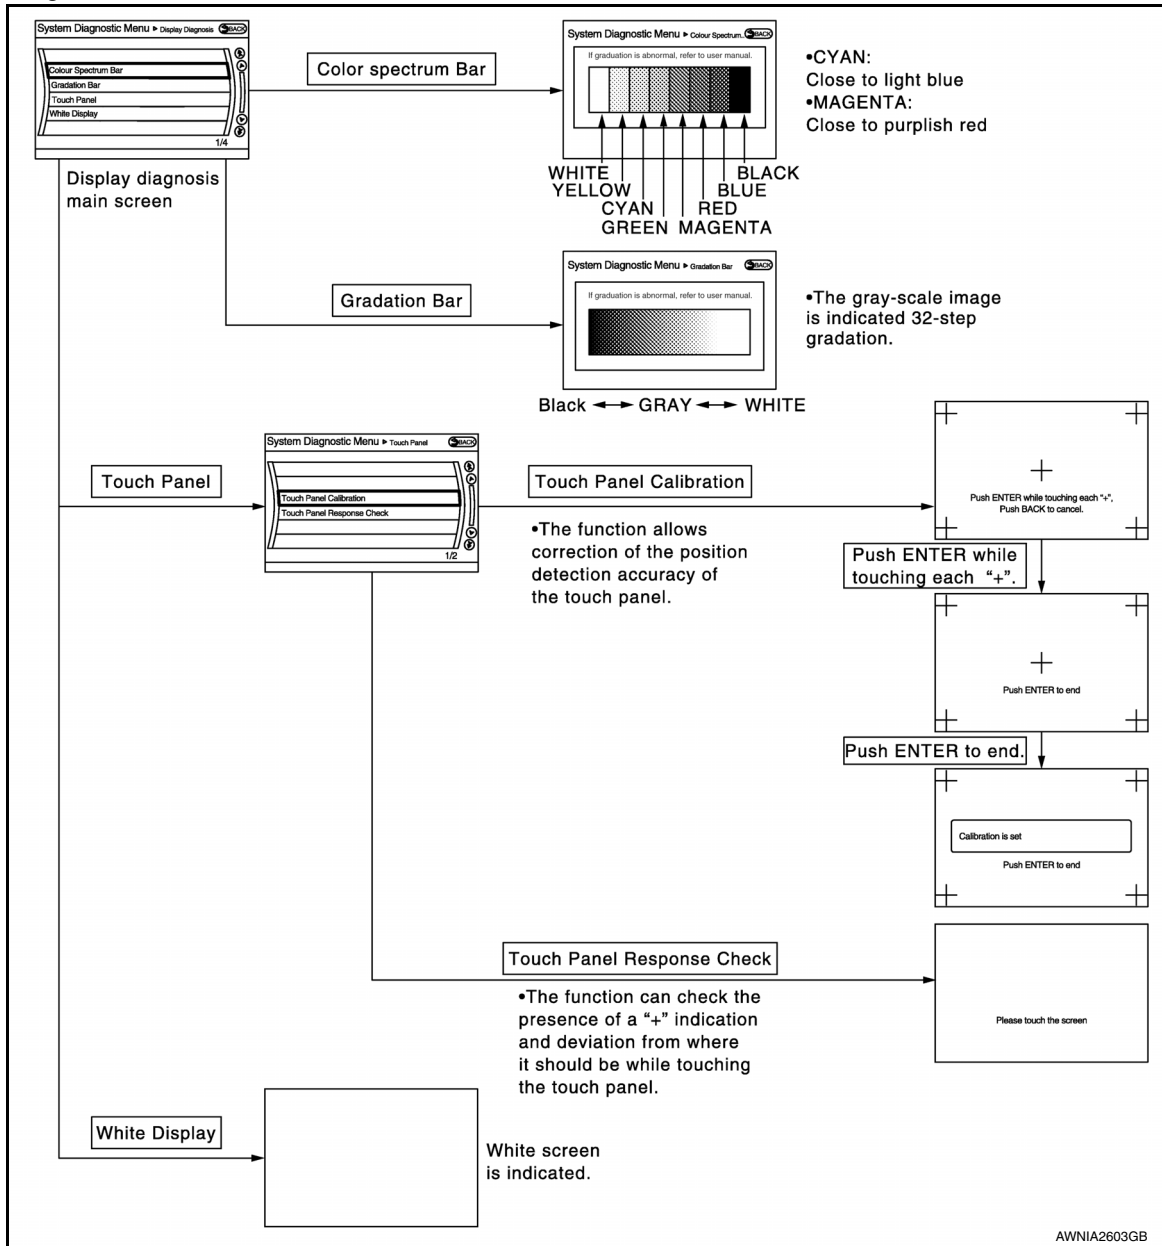 System Diagnostic Menu ▶ Display Diagnosis BACK
Colour Spectrum Bar
Gradation Bar
Touch Panel
White Display
1/4
Display diagnosis
main screen
Color spectrum Bar
System Diagnostic Menu ▶ Colour Spectrum.. BACK
If graduation is abnormal, refer to user manual.
WHITE
BLACK
YELLOW
BLUE
CYAN
RED
GREEN
MAGENTA
•CYAN:
Close to light blue
•MAGENTA:
Close to purplish red
Gradation Bar
System Diagnostic Menu ▶ Gradation Bar BACK
If graduation is abnormal, refer to user manual.
Black ↔ GRAY ↔ WHITE
•The gray-scale image
is indicated 32-step
gradation.
Touch Panel
System Diagnostic Menu ▶ Touch Panel BACK
Touch Panel Calibration
Touch Panel Response Check
1/2
Touch Panel Calibration
•The function allows
correction of the position
detection accuracy of
the touch panel.
Push ENTER while touching each “+”,
Push BACK to cancel.
Push ENTER while
touching each “+”.
Push ENTER to end
Push ENTER to end.
Calibration is set
Push ENTER to end
Touch Panel Response Check
•The function can check the
presence of a “+” indication
and deviation from where
it should be while touching
the touch panel.
Please touch the screen
White Display
White screen
is indicated.
AWNIA2603GB